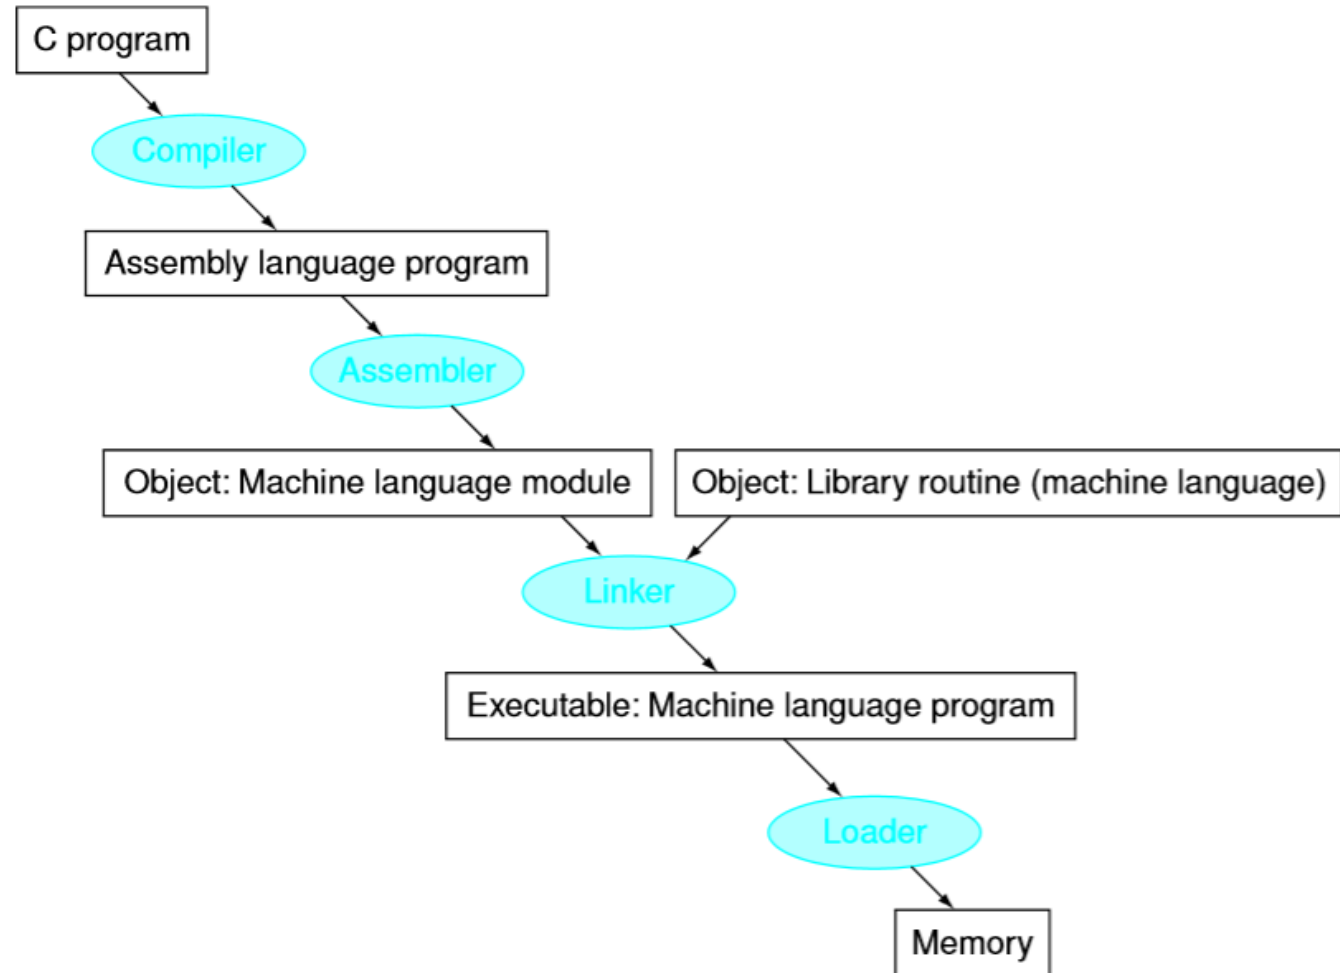 C program
Compiler
Assembly language program
Assembler
Object: Machine language module
Object: Library routine (machine language)
Linker
Executable: Machine language program
Loader
Memory